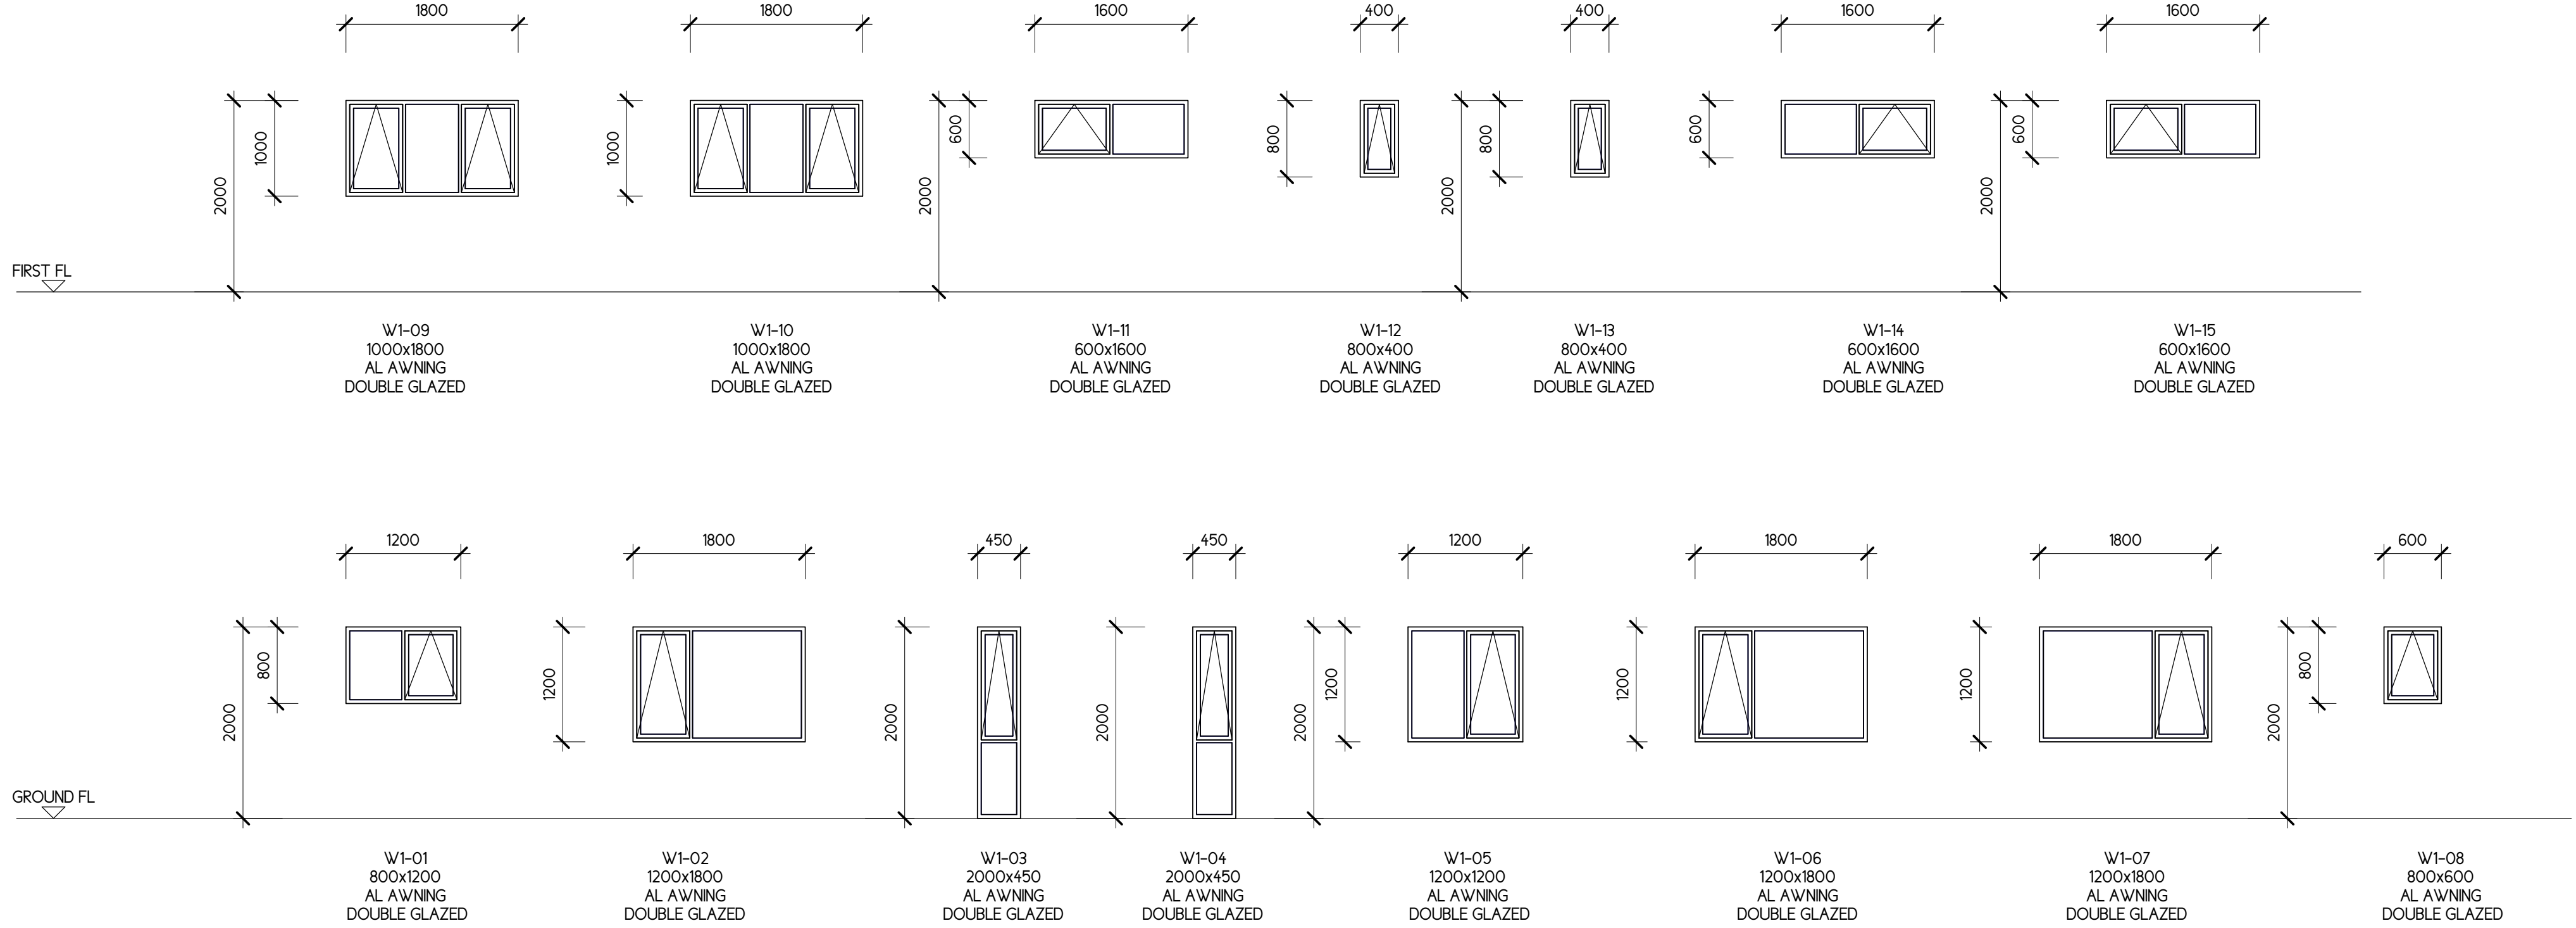 1800
1800
1600
400
400
1600
1600
2000
1000
1000
2000
600
800
2000
800
600
2000
600
FIRST FL
W1-09
1000x1800
AL AWNING
DOUBLE GLAZED
W1-10
1000x1800
AL AWNING
DOUBLE GLAZED
W1-11
600x1600
AL AWNING
DOUBLE GLAZED
W1-12
800x400
AL AWNING
DOUBLE GLAZED
W1-13
800x400
AL AWNING
DOUBLE GLAZED
W1-14
600x1600
AL AWNING
DOUBLE GLAZED
W1-15
600x1600
AL AWNING
DOUBLE GLAZED
1200
1800
450
450
1200
1800
1800
600
2000
800
1200
2000
2000
2000
1200
1200
1200
2000
800
GROUND FL
W1-01
800x1200
AL AWNING
DOUBLE GLAZED
W1-02
1200x1800
AL AWNING
DOUBLE GLAZED
W1-03
2000x450
AL AWNING
DOUBLE GLAZED
W1-04
2000x450
AL AWNING
DOUBLE GLAZED
W1-05
1200x1200
AL AWNING
DOUBLE GLAZED
W1-06
1200x1800
AL AWNING
DOUBLE GLAZED
W1-07
1200x1800
AL AWNING
DOUBLE GLAZED
W1-08
800x600
AL AWNING
DOUBLE GLAZED